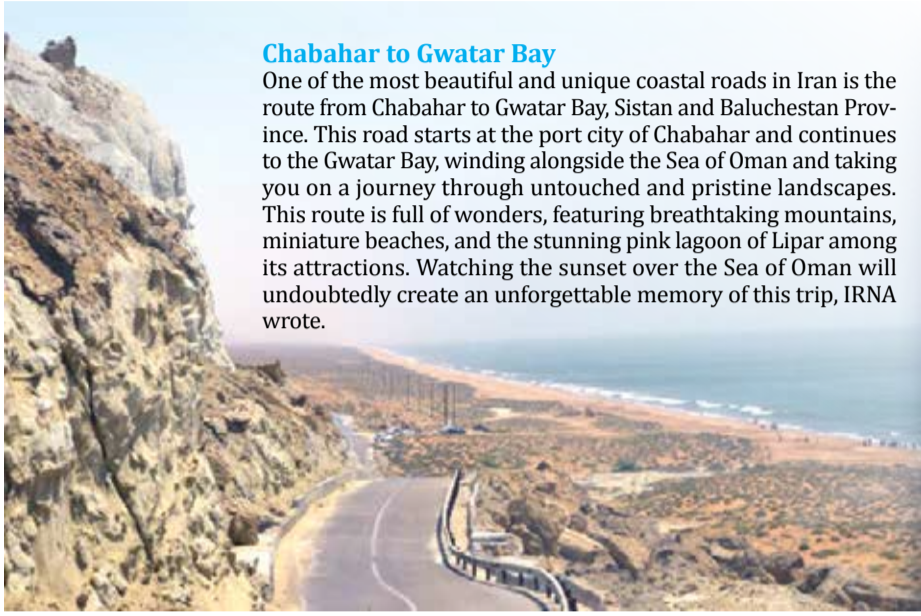 Chabahar to Gwatar Bay
One of the most beautiful and unique coastal roads in Iran is the
route from Chabahar to Gwatar Bay, Sistan and Baluchestan Prov-
ince. This road starts at the port city of Chabahar and continues
to the Gwatar Bay, winding alongside the Sea of Oman and taking
you on a journey through untouched and pristine landscapes.
This route is full of wonders, featuring breathtaking mountains,
miniature beaches, and the stunning pink lagoon of Lipar among
its attractions. Watching the sunset over the Sea of Oman will
undoubtedly create an unforgettable memory of this trip, IRNA
wrote.